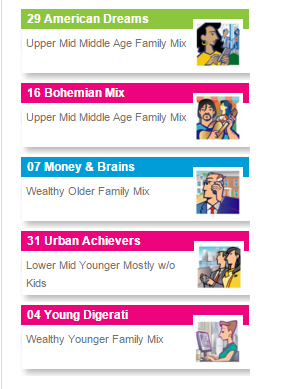 29 American Dreams
Upper Mid Middle Age Family Mix
16 Bohemian Mix
Upper Mid Middle Age Family Mix
07 Money & Brains
Wealthy Older Family Mix
31 Urban Achievers
Lower Mid Younger Mostly w/o
Kids
04 Young Digerati
Wealthy Younger Family Mix